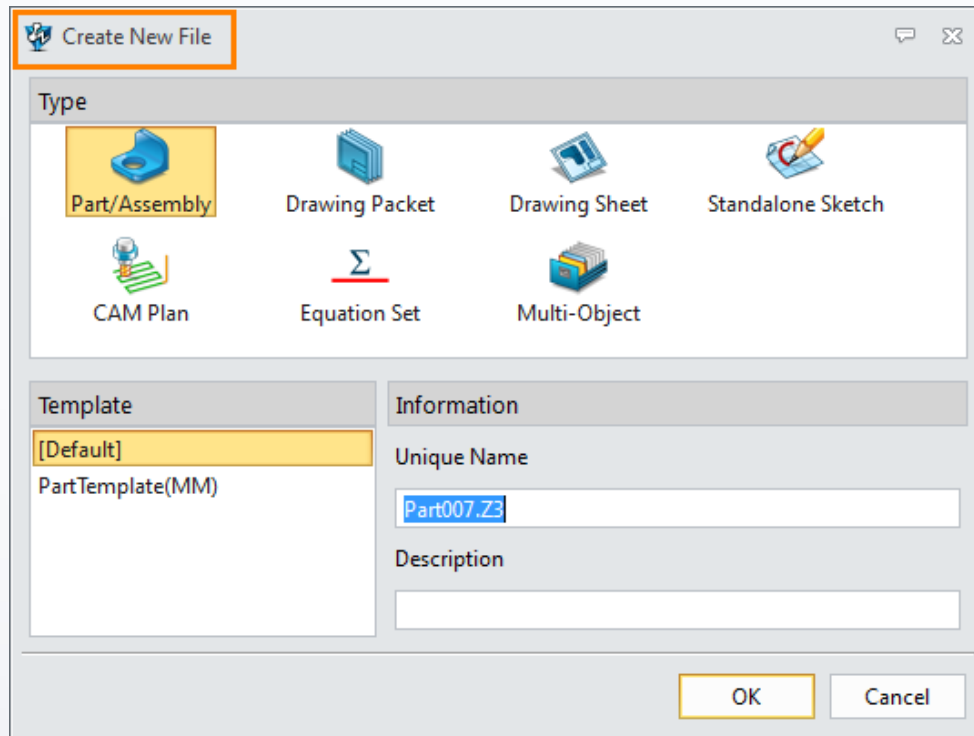 Create New File
Type
Part/Assembly Drawing Packet Drawing Sheet Standalone Sketch
Σ
CAM Plan Equation Set Multi-Object
Template
[Default]
PartTemplate(MM)
Information
Unique Name
Part007.Z3
Description
OK Cancel